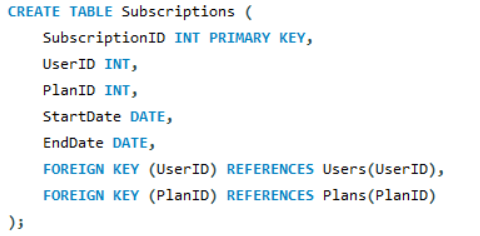 CREATE TABLE Subscriptions (
    SubscriptionID INT PRIMARY KEY,
    UserID INT,
    PlanID INT,
    StartDate DATE,
    EndDate DATE,
    FOREIGN KEY (UserID) REFERENCES Users(UserID),
    FOREIGN KEY (PlanID) REFERENCES Plans(PlanID)
);